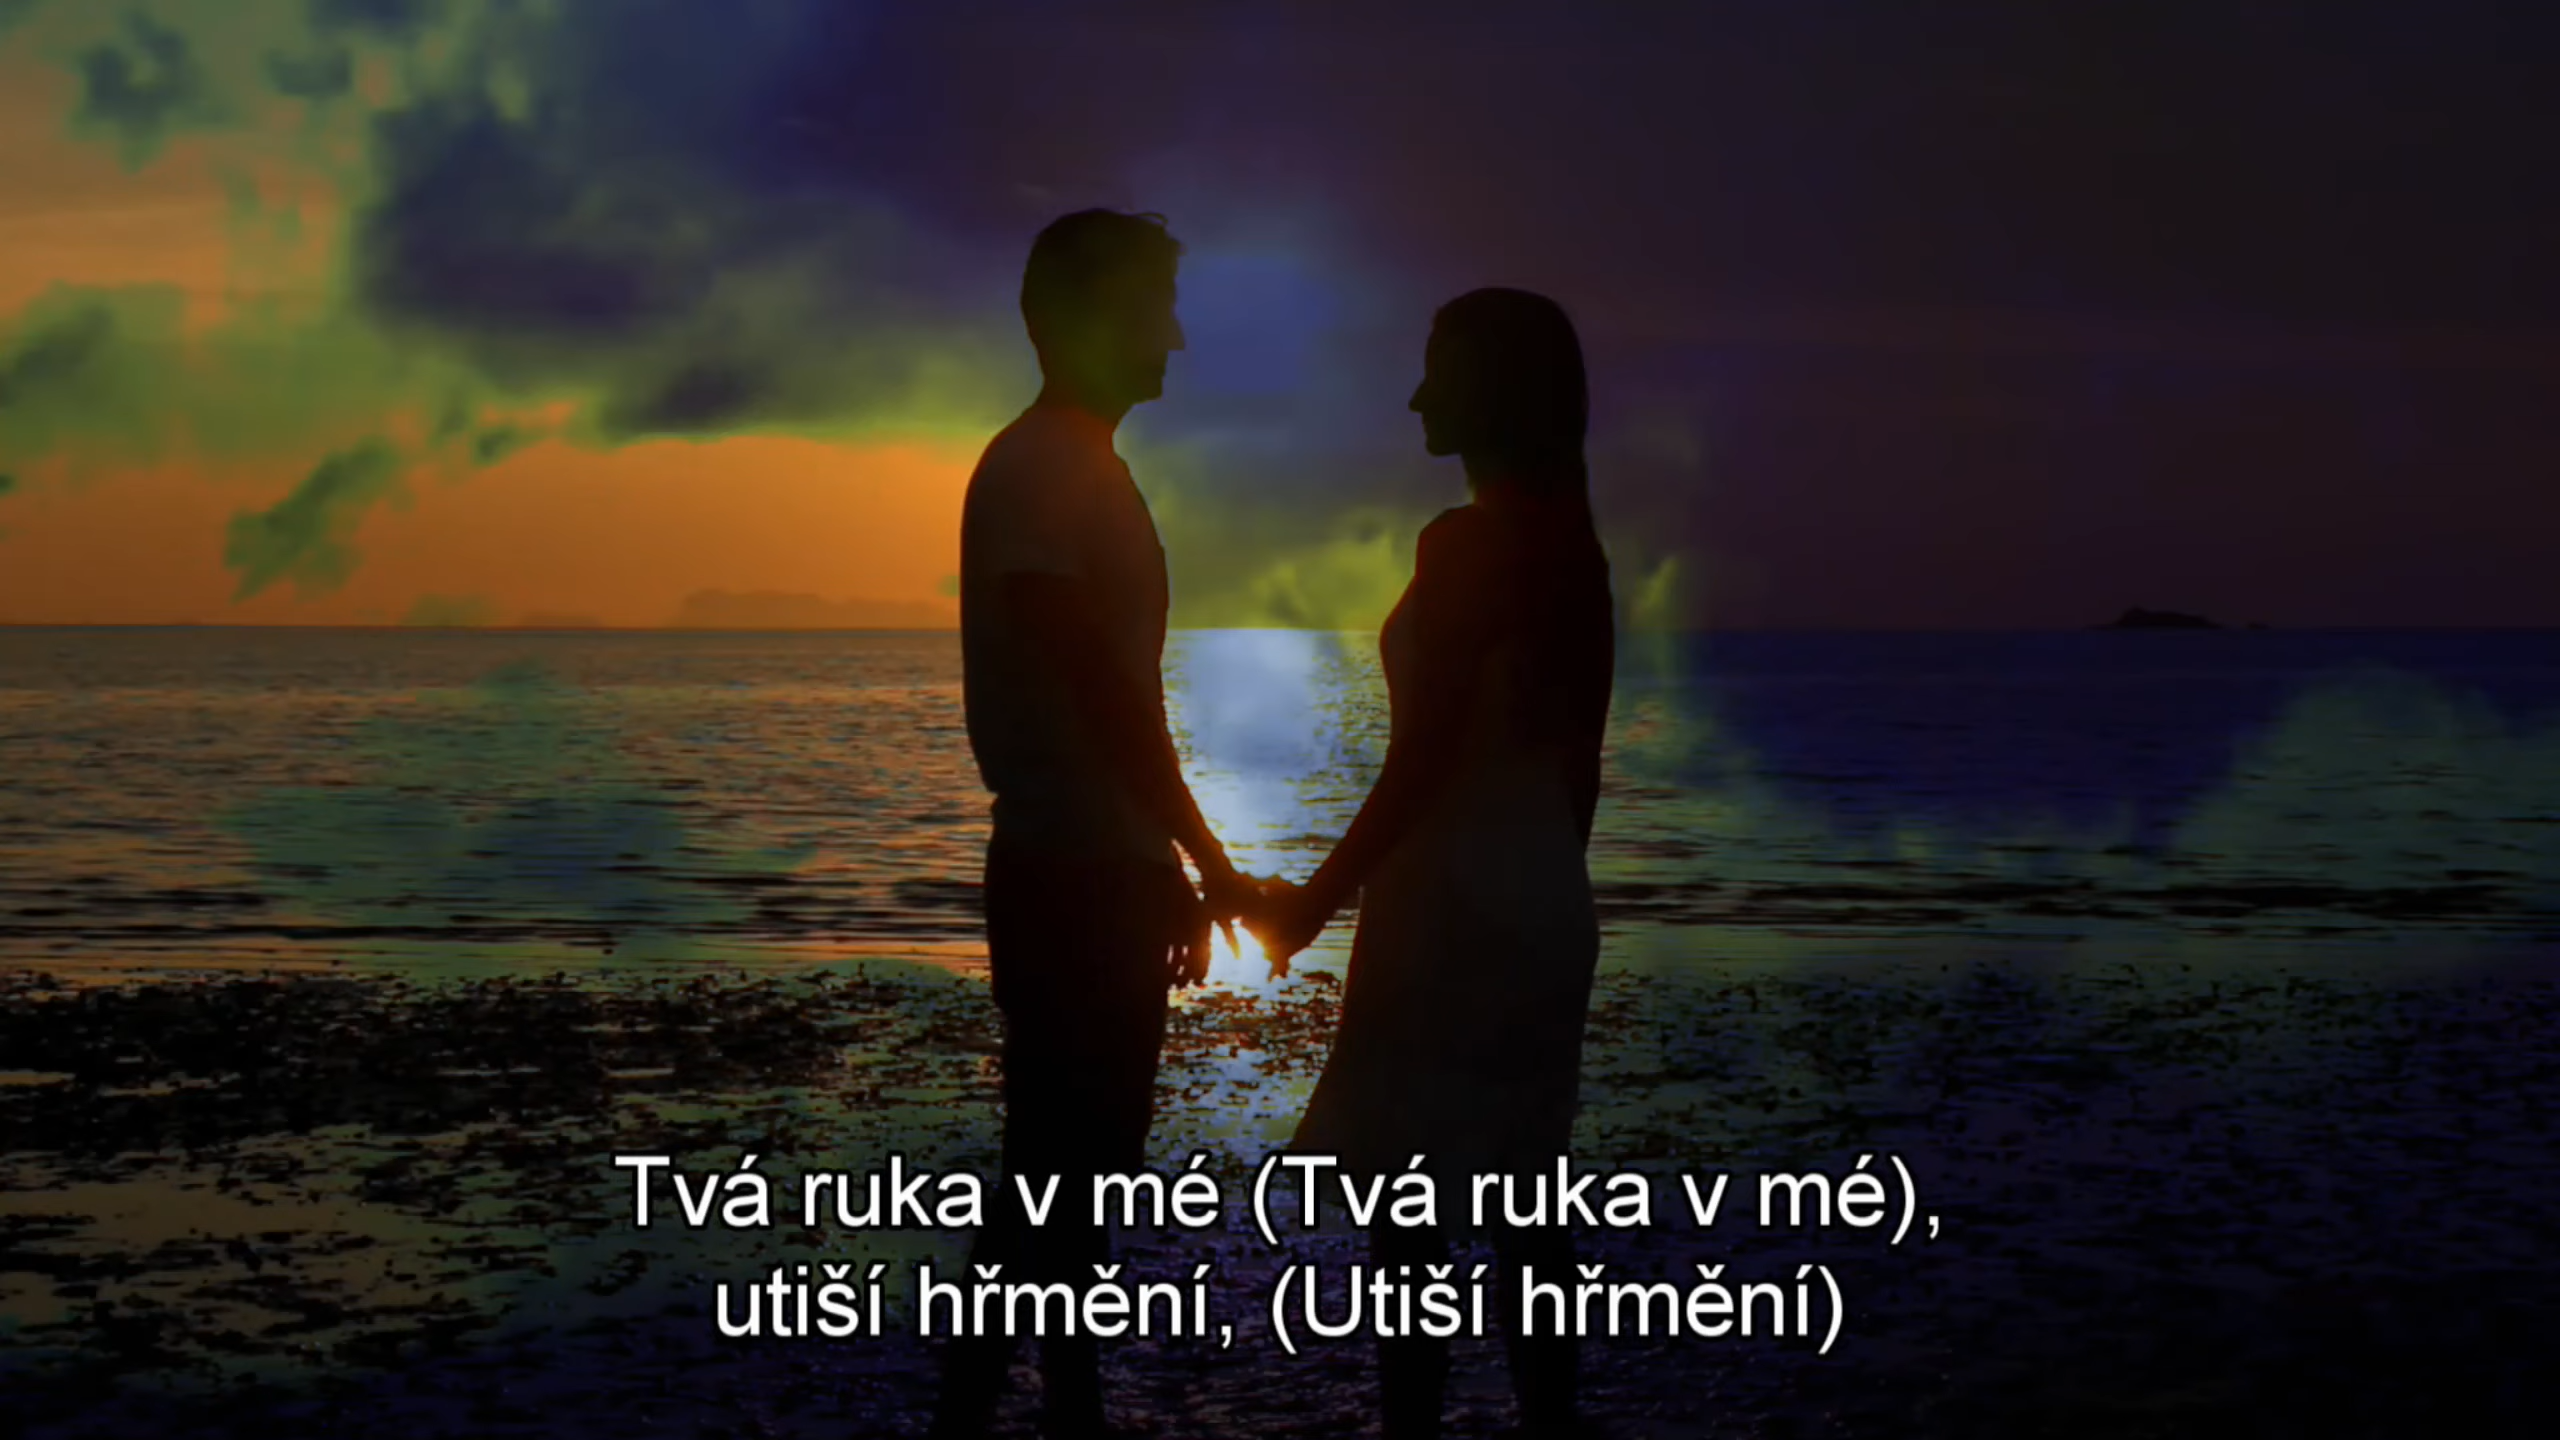 Tvá ruka v mé (Tvá ruka v mé),
utiší hřmění, (Utiší hřmění)